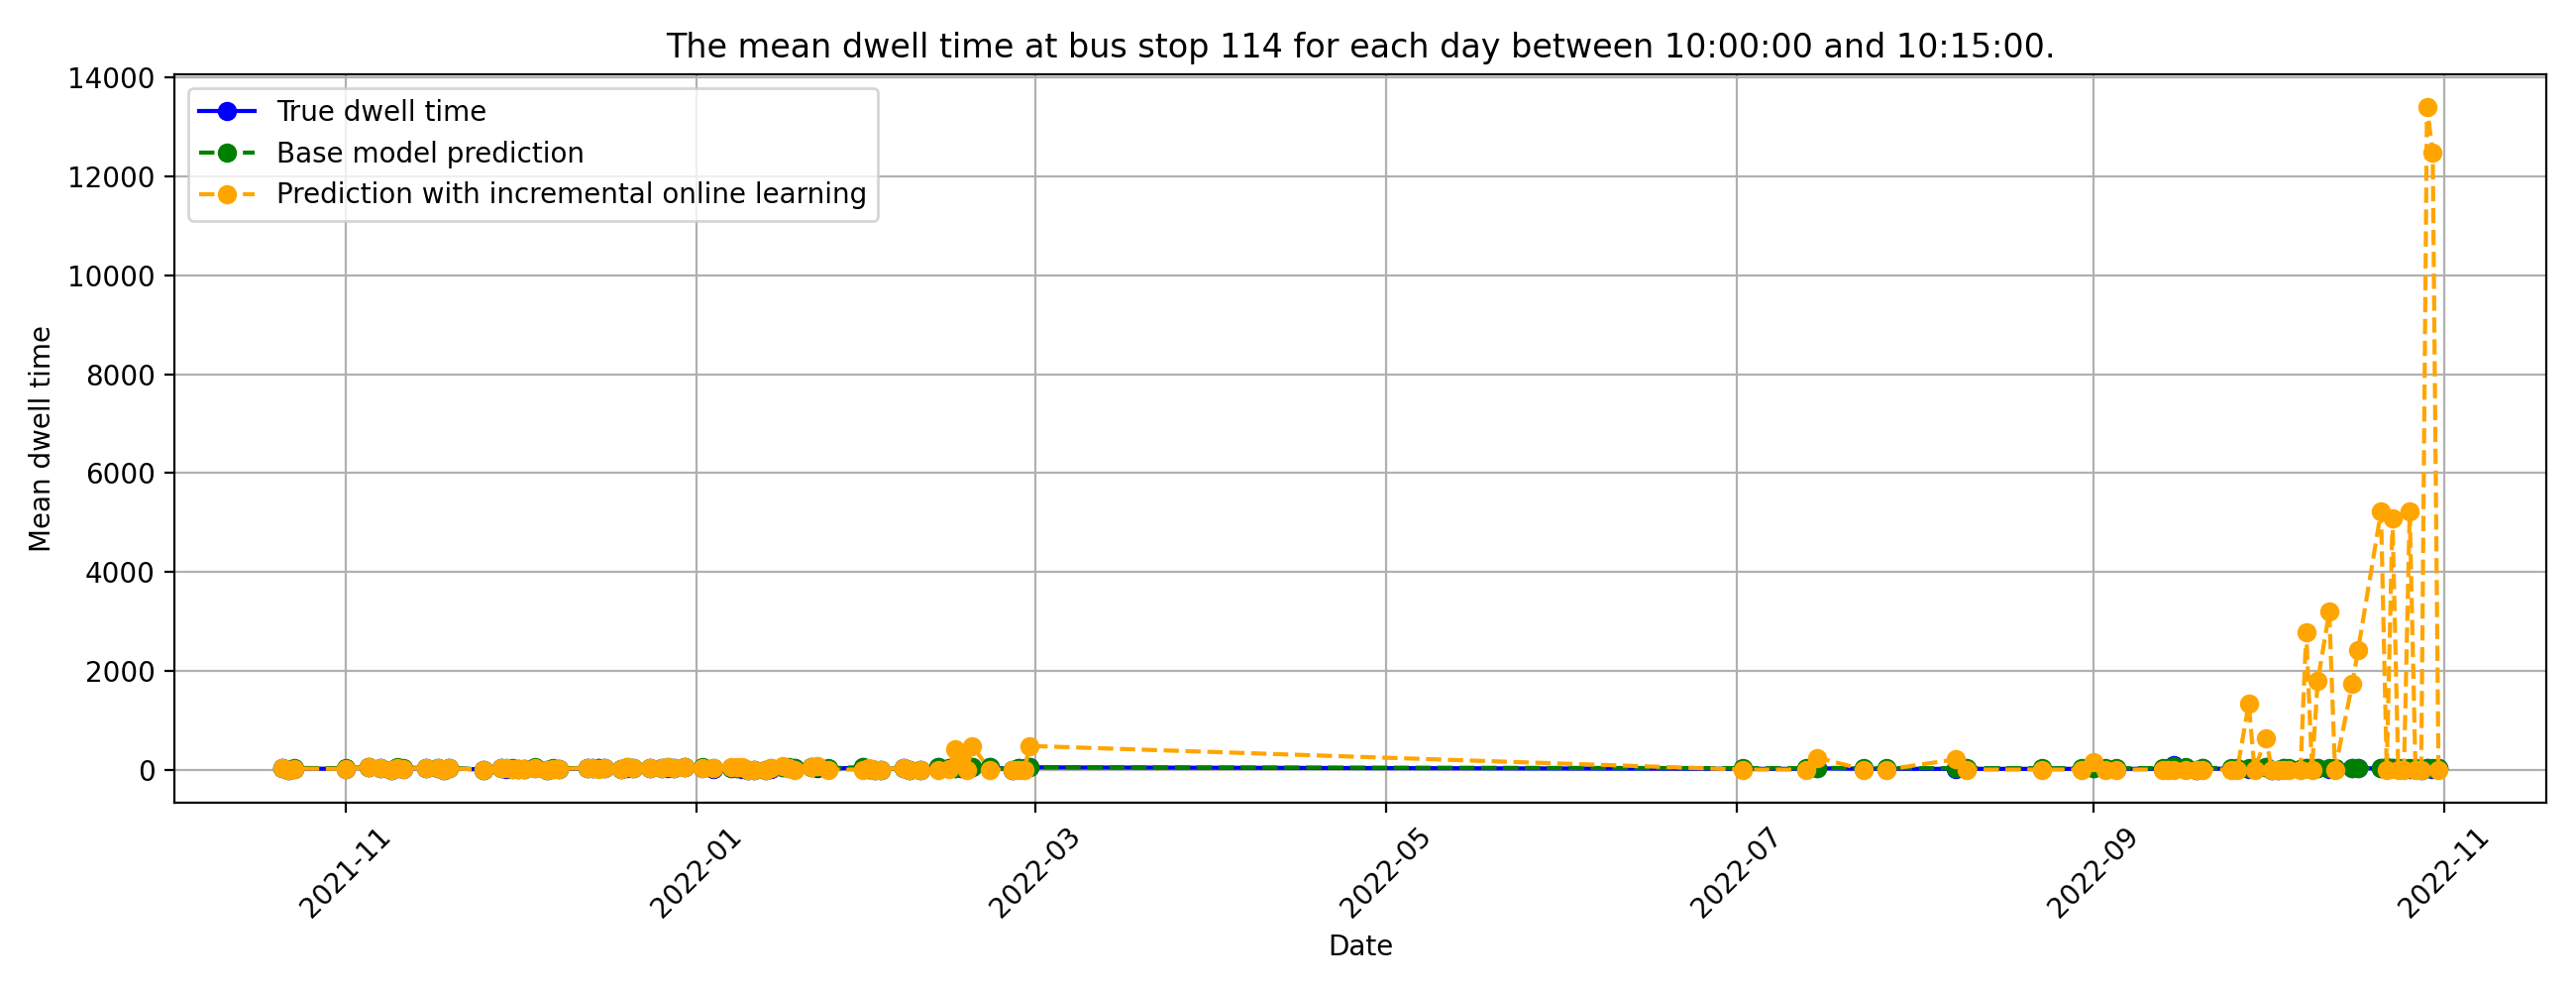 The mean dwell time at bus stop 114 for each day between 10:00:00 and 10:15:00.
14000
12000
10000
8000
6000
4000
2000
0
Mean dwell time
True dwell time
Base model prediction
Prediction with incremental online learning
2021-11
2022-01
2022-03
2022-05
2022-07
2022-09
2022-11
Date